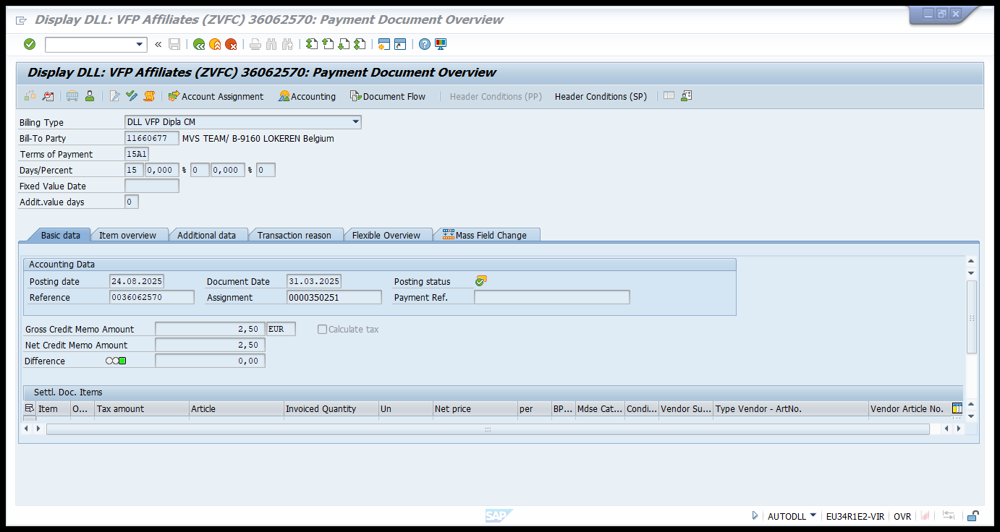 Display DLL: VFP Affiliates (ZVFC) 36062570: Payment Document Overview
Display DLL: VFP Affiliates (ZVFC) 36062570: Payment Document Overview
Account Assignment Accounting Document Flow Header Conditions (PP) Header Conditions (SP)
Billing Type DLL VFP Dipla CM
Bill-To Party 11660677 MVS TEAM/ B-9160 LOKEREN Belgium
Terms of Payment 15A1
Days/Percent 15 0,000 % 0 0,000 % 0
Fixed Value Date
Addit.value days 0
Basic data Item overview Additional data Transaction reason Flexible Overview Mass Field Change
Accounting Data
Posting date 24.08.2025 Document Date 31.03.2025 Posting status
Reference 0036062570 Assignment 0000350251 Payment Ref.
Gross Credit Memo Amount 2,50 EUR Calculate tax
Net Credit Memo Amount 2,50
Difference 0,00
Settl. Doc. Items
Item O... Tax amount Article Invoiced Quantity Un Net price per BP... Mdse Cat... Condi... Vendor Su... Type Vendor - ArtNo. Vendor Article No.
SAP AUTODLL EU34R1E2-VIR OVR